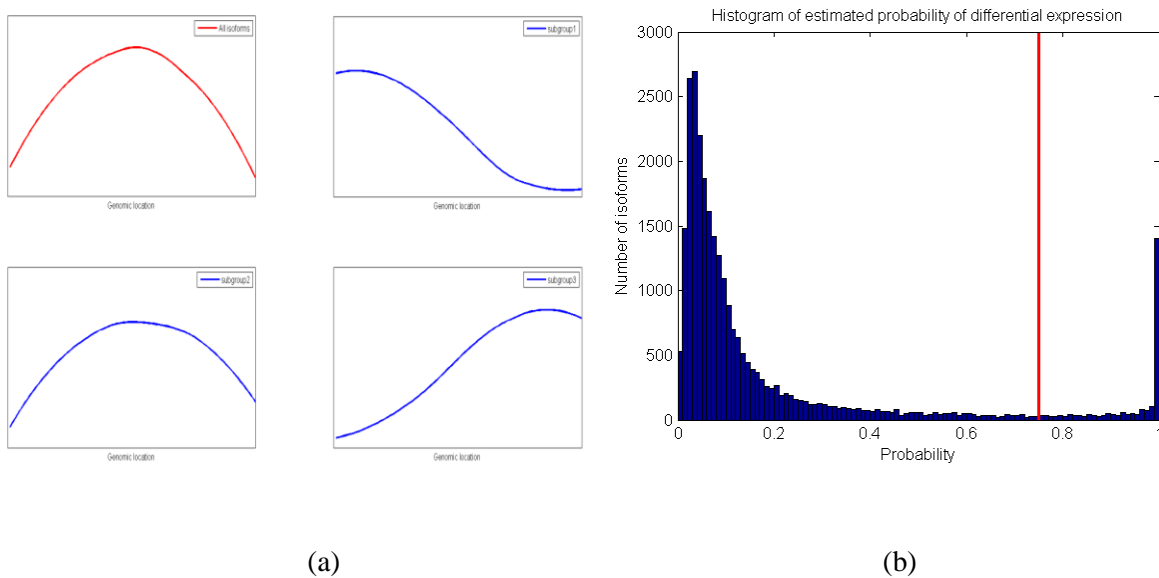 All isoforms
Genomic location
subgroup1
Genomic location
subgroup2
Genomic location
subgroup3
Genomic location
(a)
Histogram of estimated probability of differential expression
Number of isoforms
3000
2500
2000
1500
1000
500
0
0 0.2 0.4 0.6 0.8 1
Probability
(b)